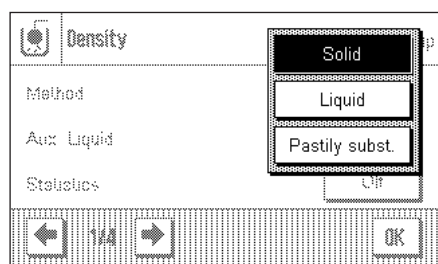 Density
Solid
Method
Liquid
Aux Liquid
Pastily subst.
Statistics
Off
1/4
OK